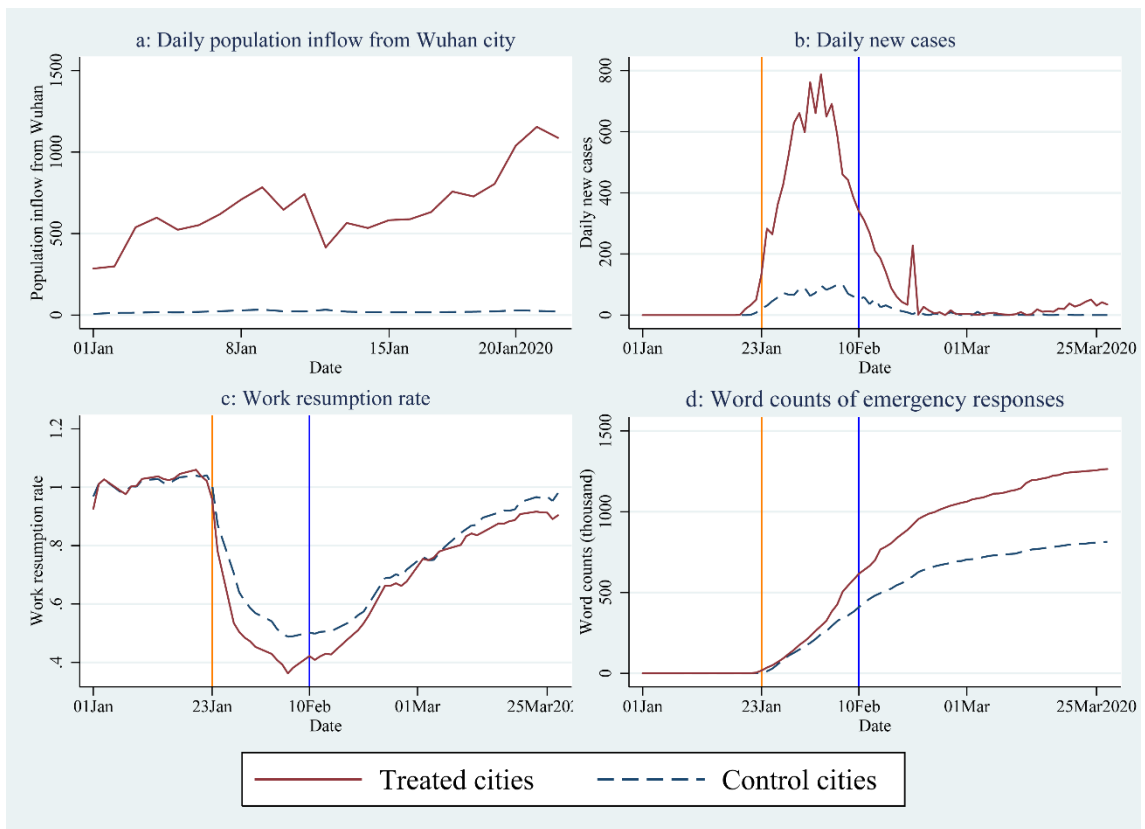 a: Daily population inflow from Wuhan city
Population inflow from Wuhan
1500
1000
500
0
01Jan 8Jan 15Jan 20Jan2020
Date
b: Daily new cases
Daily new cases
800
600
400
200
0
01Jan 23Jan 10Feb 01Mar 25Mar2020
Date
c: Work resumption rate
Work resumption rate
1.2
1
.8
.6
.4
01Jan 23Jan 10Feb 01Mar 25Mar202
Date
d: Word counts of emergency responses
Word counts (thousand)
1500
1000
500
0
01Jan 23Jan 10Feb 01Mar 25Mar2020
Date
Treated cities Control cities